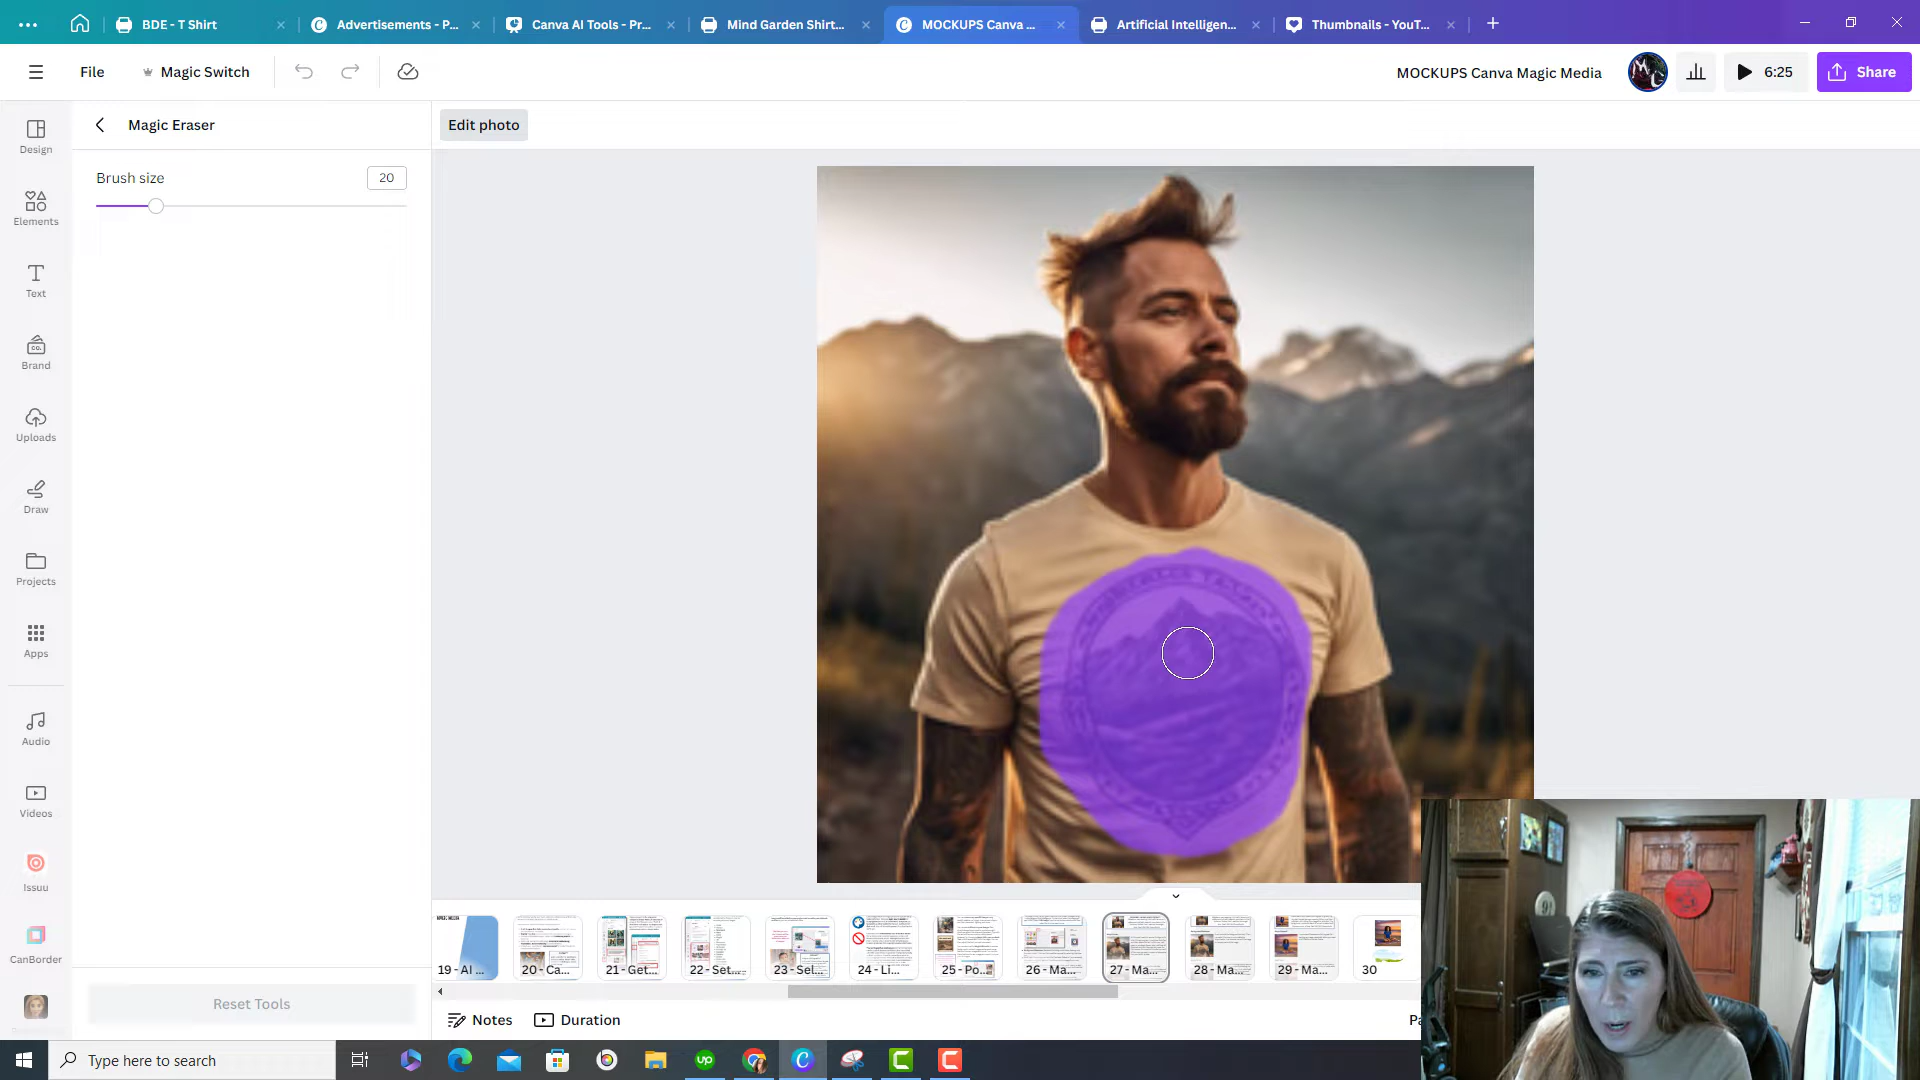 BDE - T Shirt
Advertisements - P...
Canva AI Tools - Pr...
Mind Garden Shirt...
MOCKUPS Canva ...
Artificial Intelligen...
Thumbnails - YouT...
File
Magic Switch
MOCKUPS Canva Magic Media
6:25
Share
Magic Eraser
Edit photo
Brush size
20
Design
Elements
Text
Brand
Uploads
Draw
Projects
Apps
Audio
Videos
Issuu
CanBorder
Reset Tools
19 - AI ...
20 - Ca...
21 - Get...
22 - Set...
23 - Sel...
24 - Li...
25 - Po...
26 - Ma...
27 - Ma...
28 - Ma...
29 - Ma...
30
Notes
Duration
Type here to search